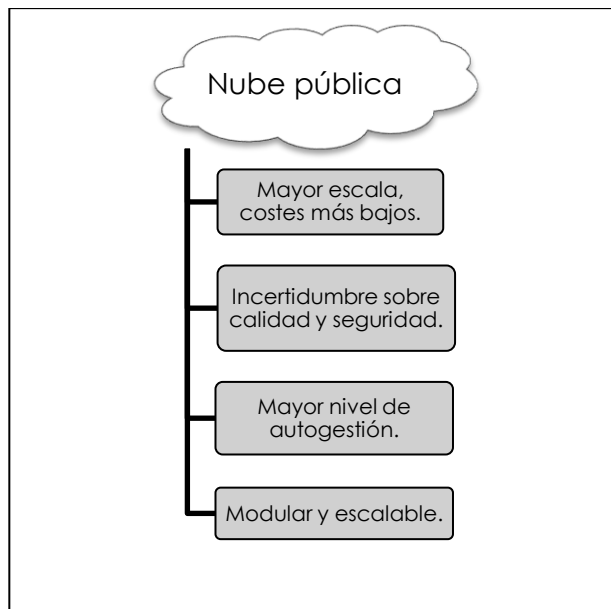 Nube pública
Mayor escala,
costes más bajos.
Incertidumbre sobre
calidad y seguridad.
Mayor nivel de
autogestión.
Modular y escalable.